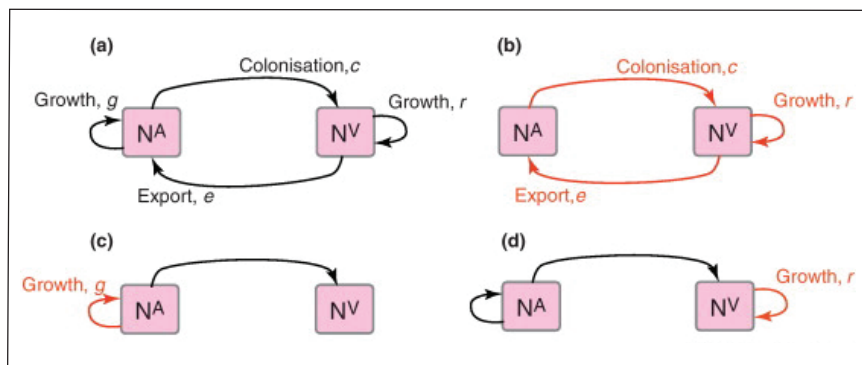 (a)
Colonisation,c
Growth, g
Growth, r
NA
NV
Export, e
(b)
Colonisation,c
Growth, r
NA
NV
Export,e
(c)
Growth, g
NA
NV
(d)
Growth, r
NA
NV